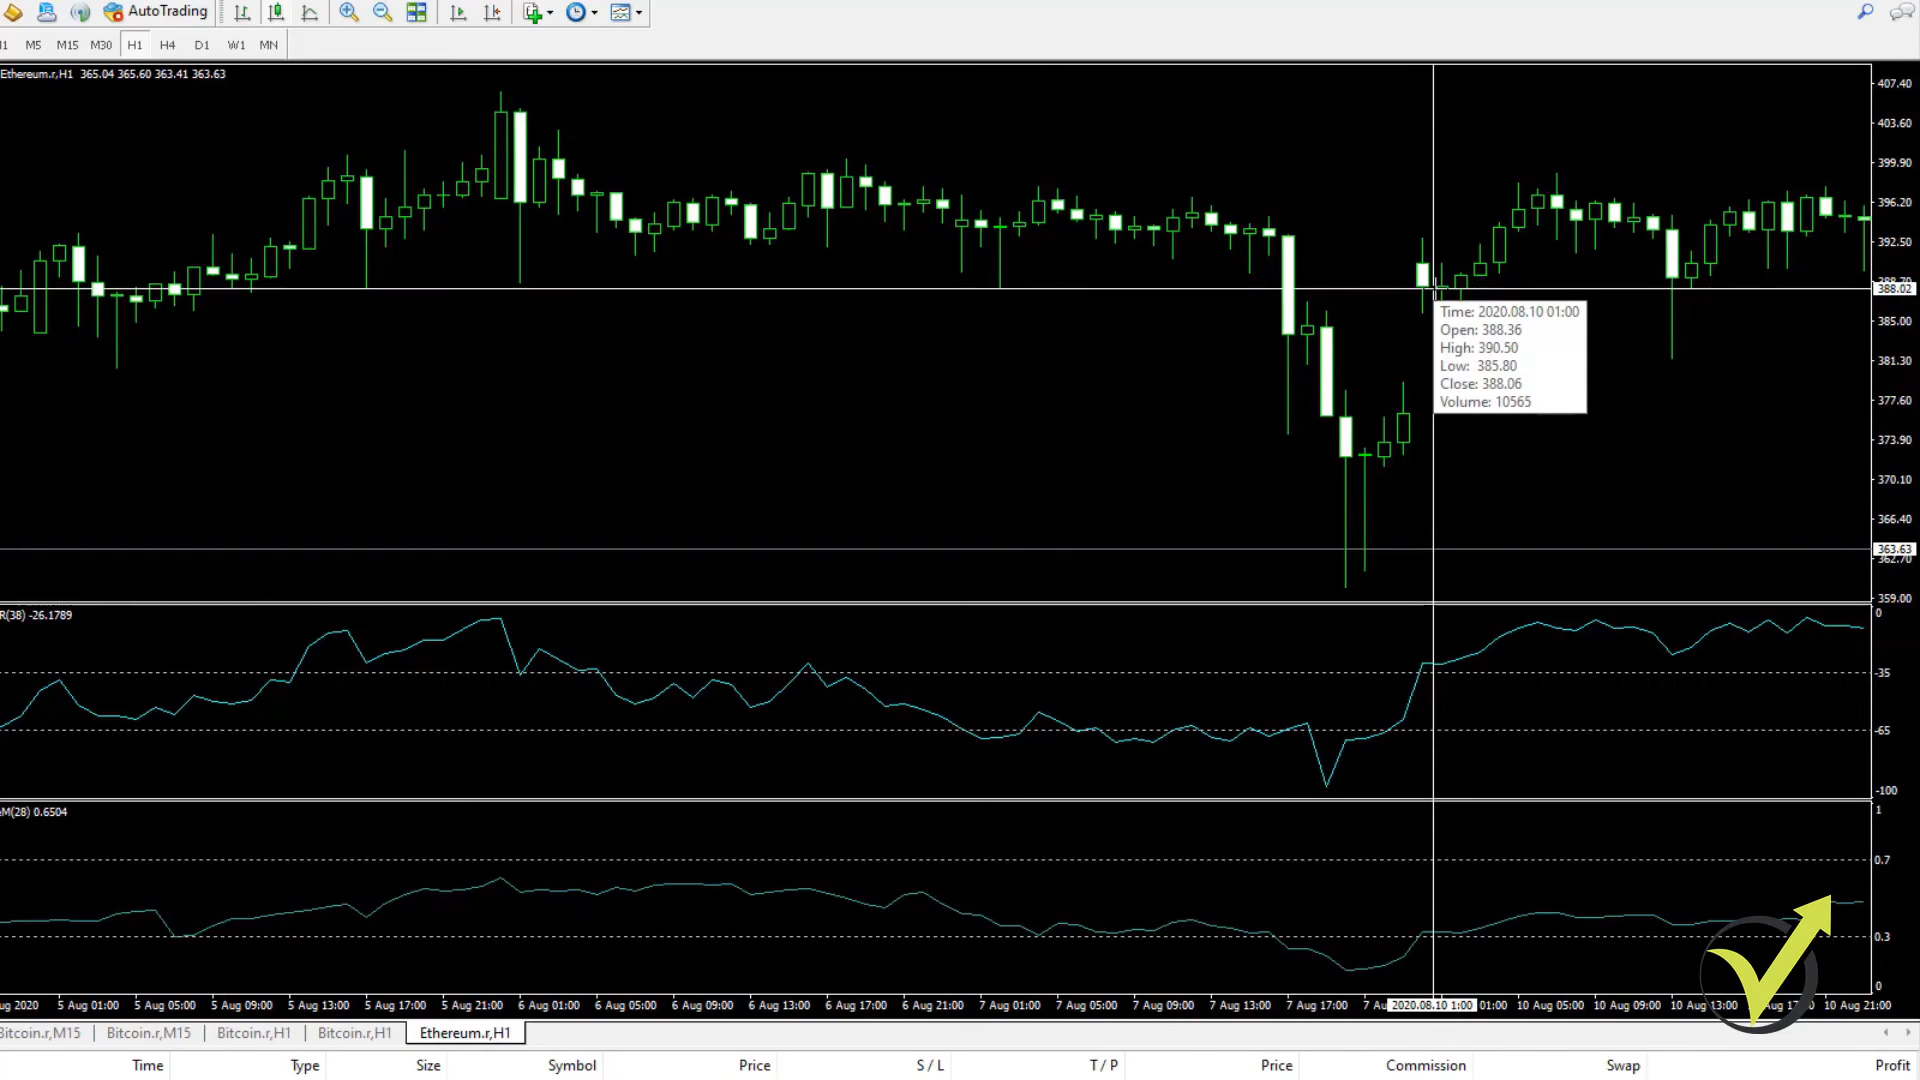 AutoTrading
M5 M15 M30 H1 H4 D1 W1 MN
Ethereum.r,H1 365.04 365.60 363.41 363.63
407.40
403.60
399.90
396.20
392.50
388.02
385.00
381.30
377.60
373.90
370.10
366.40
363.63
362.70
359.00
Time: 2020.08.10 01:00
Open: 388.36
High: 390.50
Low: 385.80
Close: 388.06
Volume: 10565
R(38) -26.1789
0
-35
-65
-100
M(28) 0.6504
1
0.7
0.3
0
ug 2020 5 Aug 01:00 5 Aug 05:00 5 Aug 09:00 5 Aug 13:00 5 Aug 17:00 5 Aug 21:00 6 Aug 01:00 6 Aug 05:00 6 Aug 09:00 6 Aug 13:00 6 Aug 17:00 6 Aug 21:00 7 Aug 01:00 7 Aug 05:00 7 Aug 09:00 7 Aug 13:00 7 Aug 17:00 7 Au 2020.08.10 1:00 01:00 10 Aug 05:00 10 Aug 09:00 10 Aug 13:00 Aug 10 Aug 21:00
Bitcoin.r,M15 Bitcoin.r,M15 Bitcoin.r,H1 Bitcoin.r,H1 Ethereum.r,H1
Time Type Size Symbol Price S / L T / P Price Commission Swap Profit